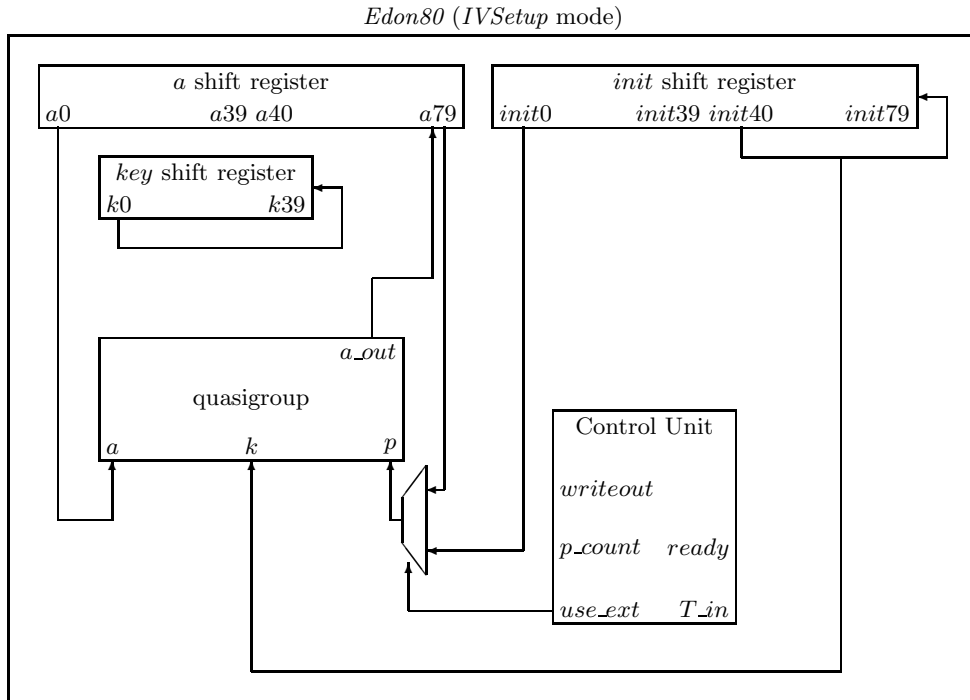 Edon80 (IVSetup mode)
a shift register
a0 a39 a40 a79
init shift register
init0 init39 init40 init79
key shift register
k0 k39
a_out
quasigroup
a k p
Control Unit
writeout
p_count ready
use_ext T_in